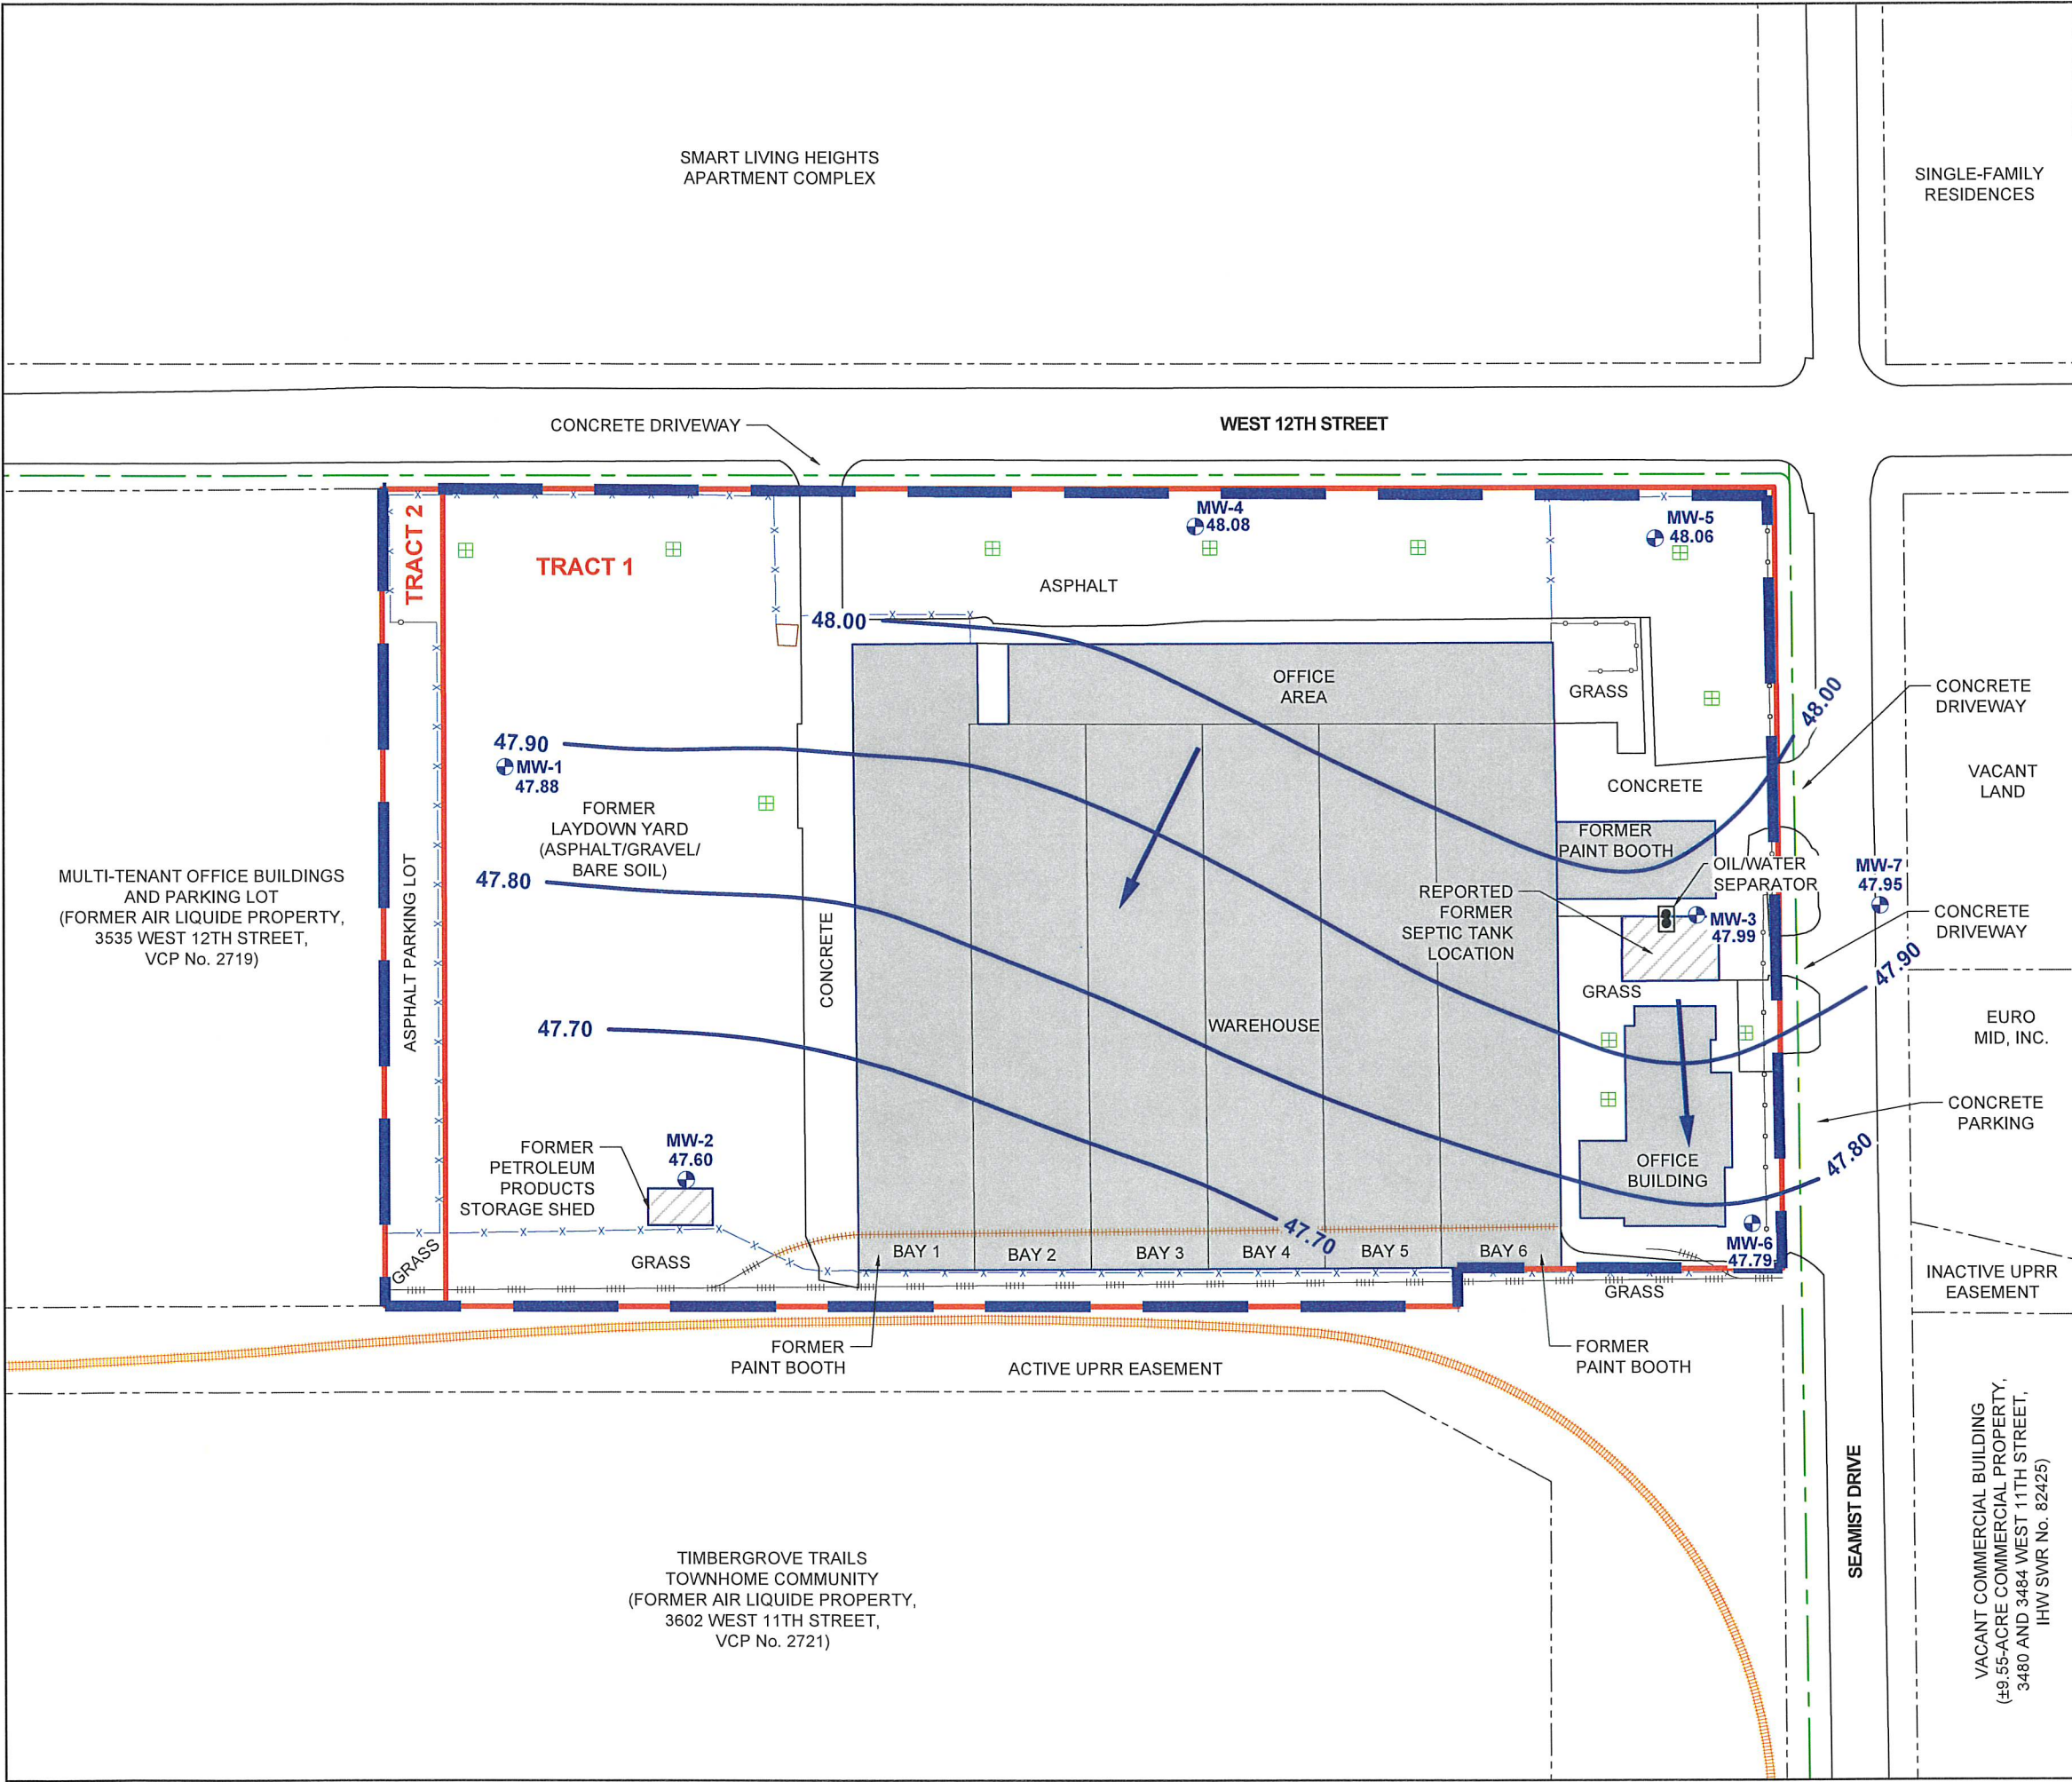 SMART LIVING HEIGHTS
APARTMENT COMPLEX
SINGLE-FAMILY
RESIDENCES
CONCRETE DRIVEWAY
WEST 12TH STREET
TRACT 2
TRACT 1
MW-4
48.08
MW-5
48.06
ASPHALT
48.00
OFFICE
AREA
GRASS
48.00
CONCRETE
DRIVEWAY
47.90
MW-1
47.88
FORMER
LAYDOWN YARD
(ASPHALT/GRAVEL/
BARE SOIL)
CONCRETE
VACANT
LAND
FORMER
PAINT BOOTH
OIL/WATER
SEPARATOR
MW-7
47.95
MULTI-TENANT OFFICE BUILDINGS
AND PARKING LOT
(FORMER AIR LIQUIDE PROPERTY,
3535 WEST 12TH STREET,
VCP No. 2719)
ASPHALT PARKING LOT
47.80
CONCRETE
REPORTED
FORMER
SEPTIC TANK
LOCATION
MW-3
47.99
CONCRETE
DRIVEWAY
47.90
GRASS
47.70
WAREHOUSE
EURO
MID, INC.
CONCRETE
PARKING
FORMER
PETROLEUM
PRODUCTS
STORAGE SHED
MW-2
47.60
OFFICE
BUILDING
47.80
GRASS
GRASS
BAY 1
BAY 2
BAY 3
BAY 4
47.70
BAY 5
BAY 6
MW-6
47.79
GRASS
INACTIVE UPRR
EASEMENT
FORMER
PAINT BOOTH
ACTIVE UPRR EASEMENT
FORMER
PAINT BOOTH
TIMBERGROVE TRAILS
TOWNHOME COMMUNITY
(FORMER AIR LIQUIDE PROPERTY,
3602 WEST 11TH STREET,
VCP No. 2721)
SEAMIST DRIVE
VACANT COMMERCIAL BUILDING
(±9.55-ACRE COMMERCIAL PROPERTY,
3480 AND 3484 WEST 11TH STREET,
IHW SWR No. 82425)